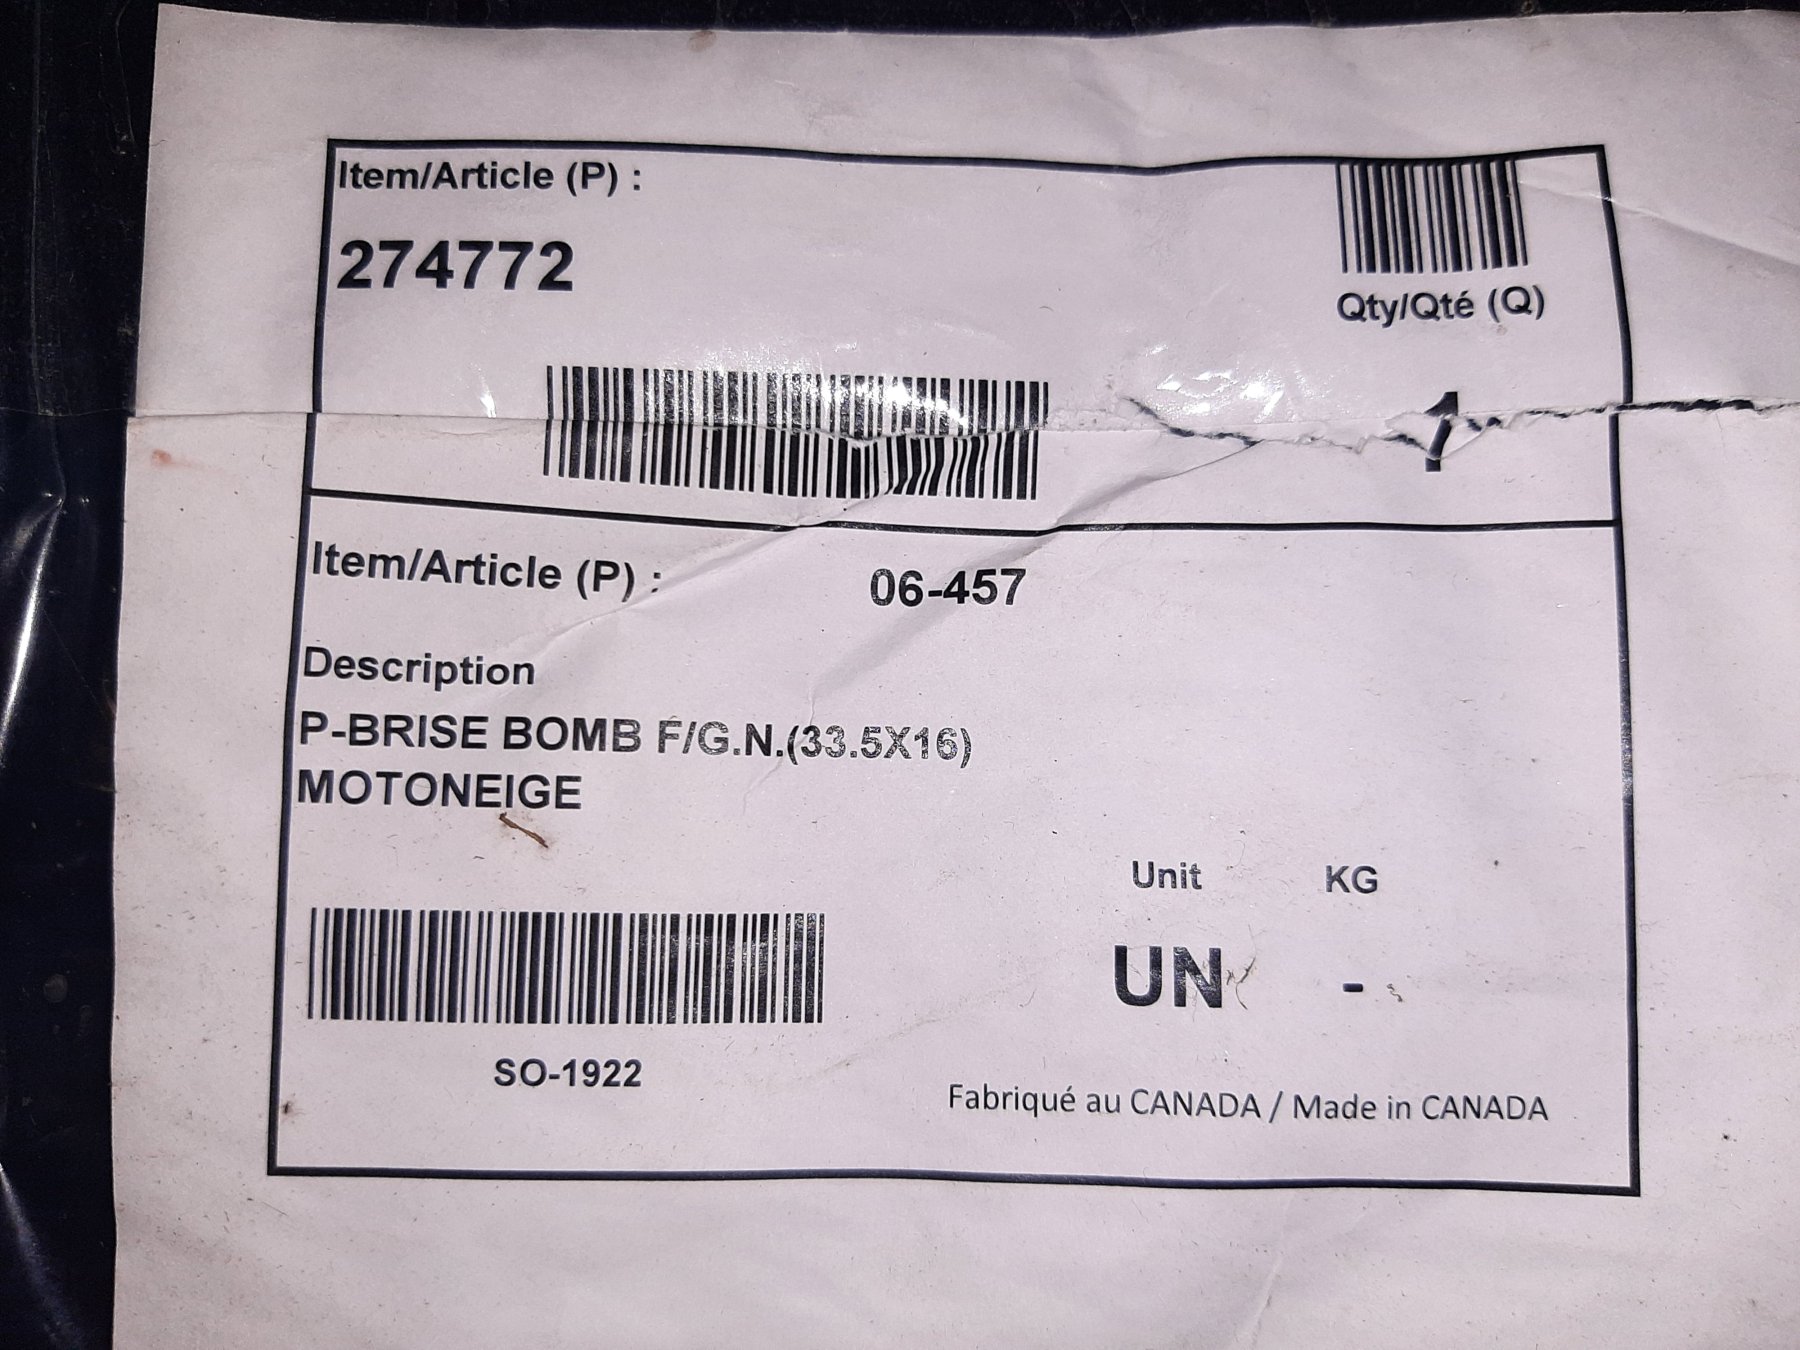 Item/Article (P) :
274772
Qty/Qté (Q)
1
Item/Article (P) : 06-457
Description
P-BRISE BOMB F/G.N.(33.5X16)
MOTONEIGE
Unit KG
UN -
SO-1922
Fabriqué au CANADA / Made in CANADA